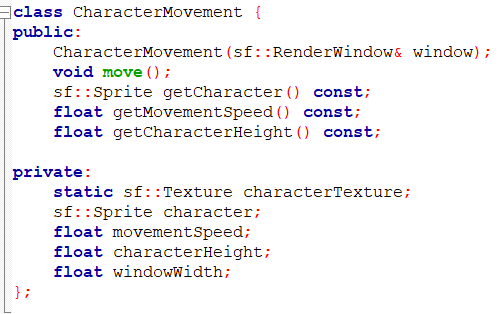 class CharacterMovement {
public:
    CharacterMovement(sf::RenderWindow& window);
    void move();
    sf::Sprite getCharacter() const;
    float getMovementSpeed() const;
    float getCharacterHeight() const;

private:
    static sf::Texture characterTexture;
    sf::Sprite character;
    float movementSpeed;
    float characterHeight;
    float windowWidth;
};